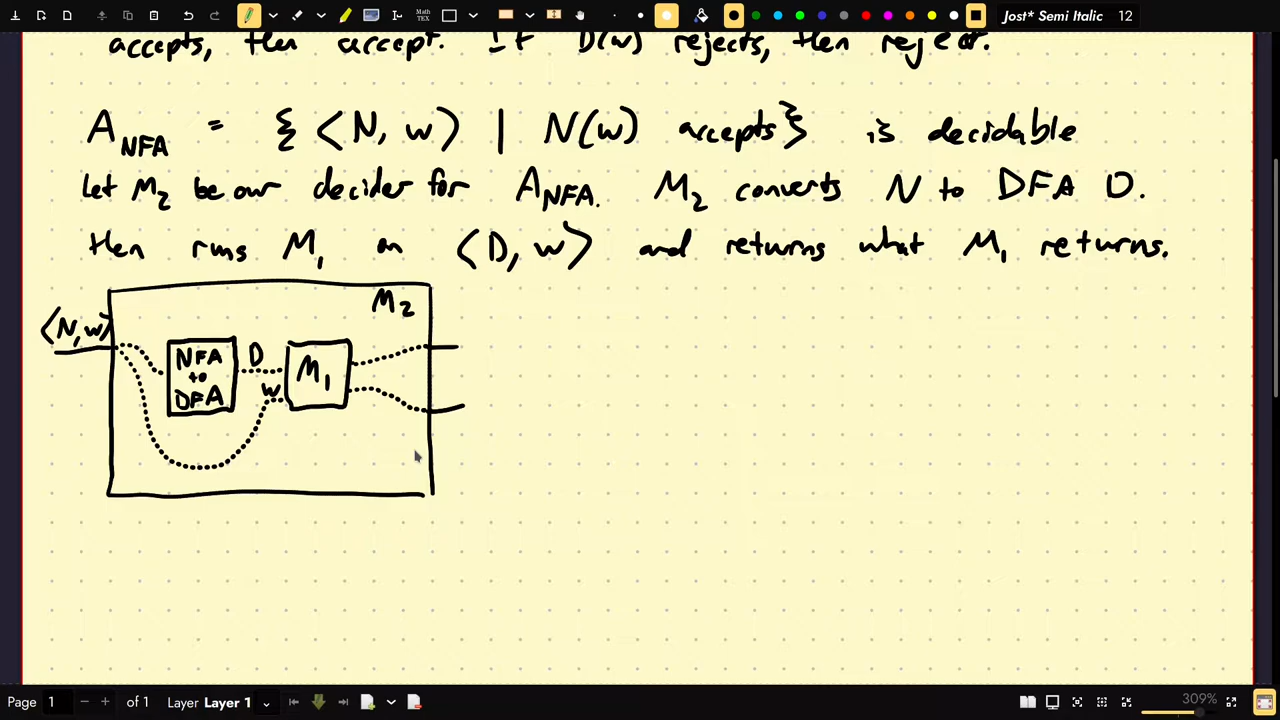 Jost* Semi Italic 12
accepts, then accept. If D(w) rejects, then reject.
A_NFA = { ⟨N, w⟩ | N(w) accepts} is decidable
Let M₂ be our decider for A_NFA. M₂ converts N to DFA D.
then runs M₁ on ⟨D, w⟩ and returns what M₁ returns.
M₂
⟨N, w⟩
NFA
to
DFA
D
w
M₁
Page 1 of 1 Layer Layer 1 309%